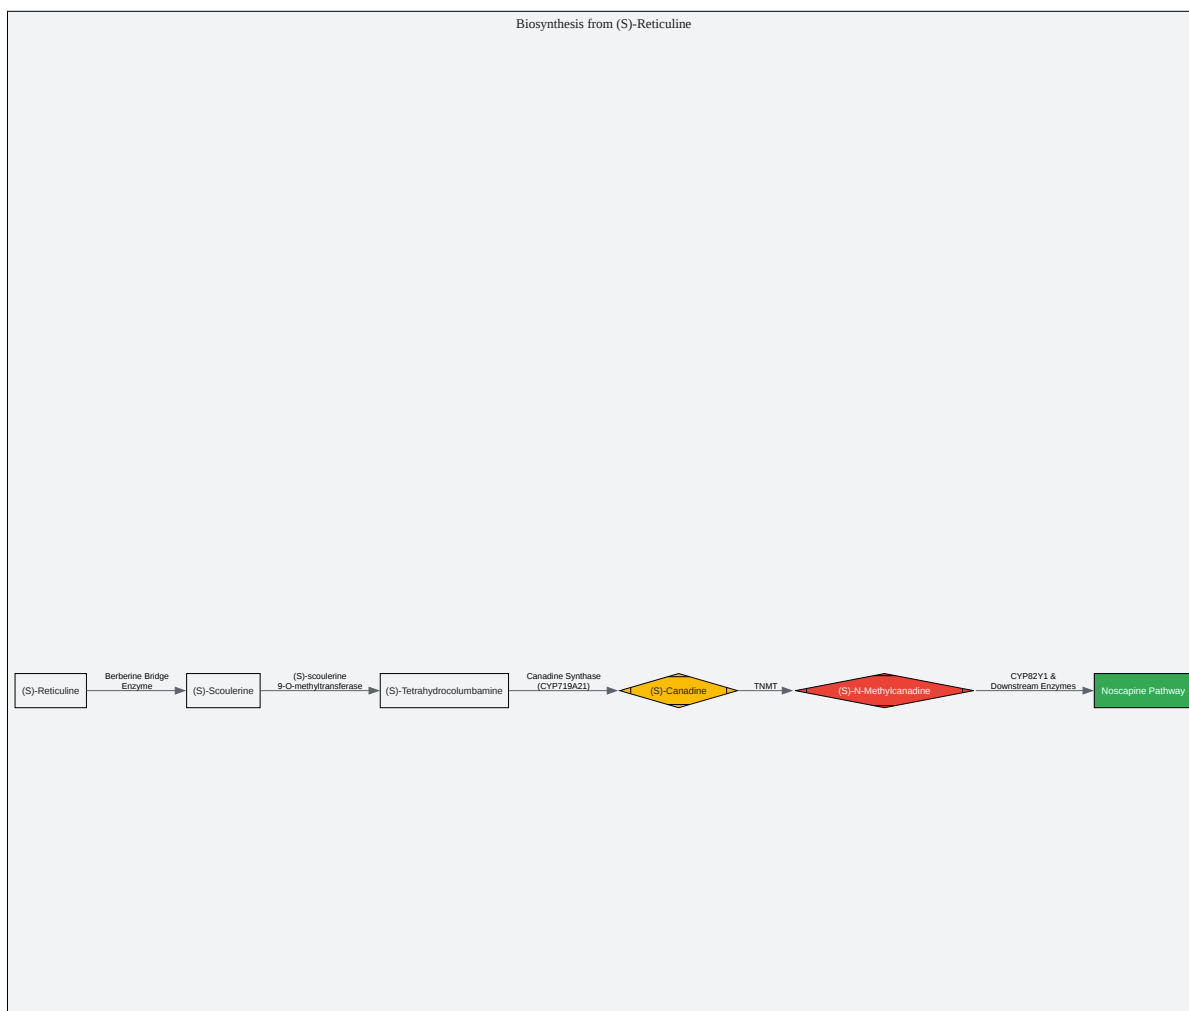 Biosynthesis from (S)-Reticuline
(S)-Reticuline
Berberine Bridge
Enzyme
(S)-Scoulerine
(S)-scoulerine
9-O-methyltransferase
(S)-Tetrahydrocolumbamine
Canadine Synthase
(CYP719A21)
(S)-Canadine
TNMT
(S)-N-Methylcanadine
CYP82Y1 &
Downstream Enzymes
Noscapine Pathway